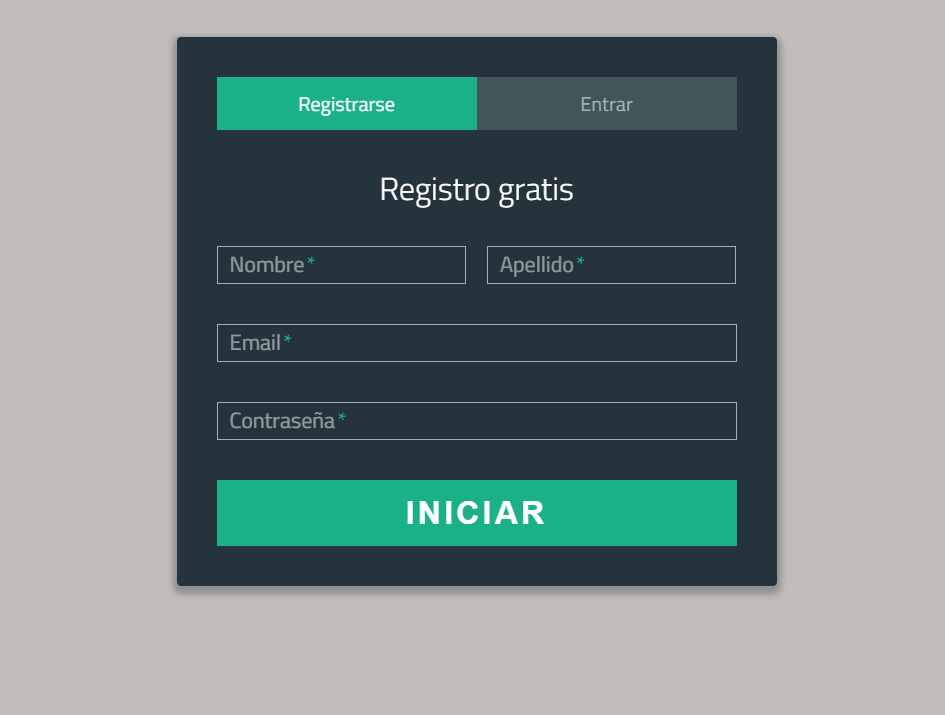 Registrarse Entrar
Registro gratis
Nombre* Apellido*
Email*
Contraseña*
INICIAR